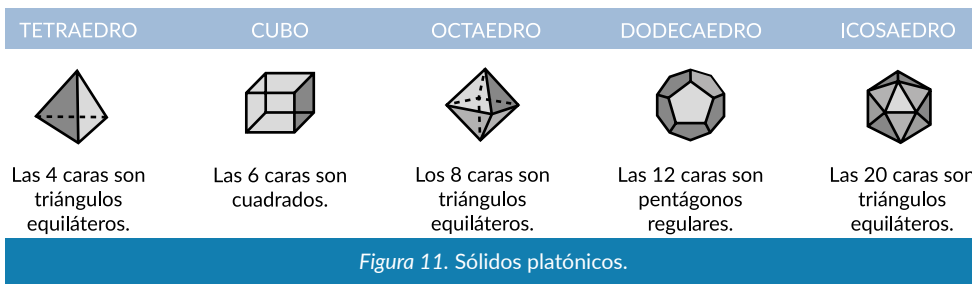 TETRAEDRO CUBO OCTAEDRO DODECAEDRO ICOSAEDRO
Las 4 caras son
triángulos
equiláteros.
Las 6 caras son
cuadrados.
Los 8 caras son
triángulos
equiláteros.
Las 12 caras son
pentágonos
regulares.
Las 20 caras son
triángulos
equiláteros.
Figura 11. Sólidos platónicos.